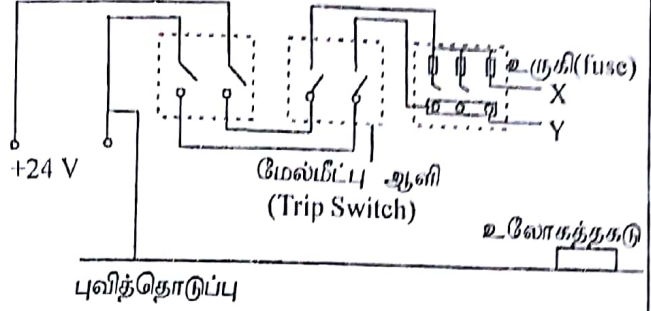 உருகி(fuse)
X
Y
+24 V
மேல்மீட்பு ஆளி
(Trip Switch)
உலோகத்தகடு
புவித்தொடுப்பு